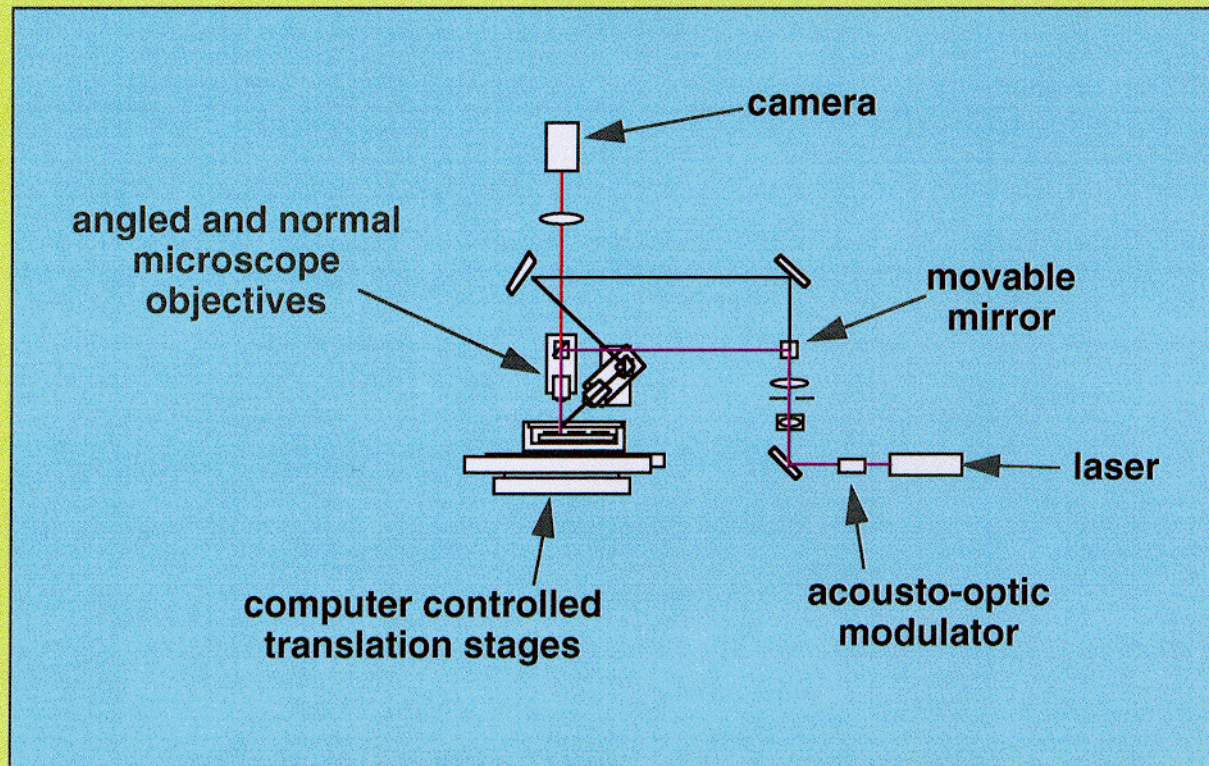 camera
angled and normal
microscope
objectives
movable
mirror
laser
computer controlled
translation stages
acousto-optic
modulator